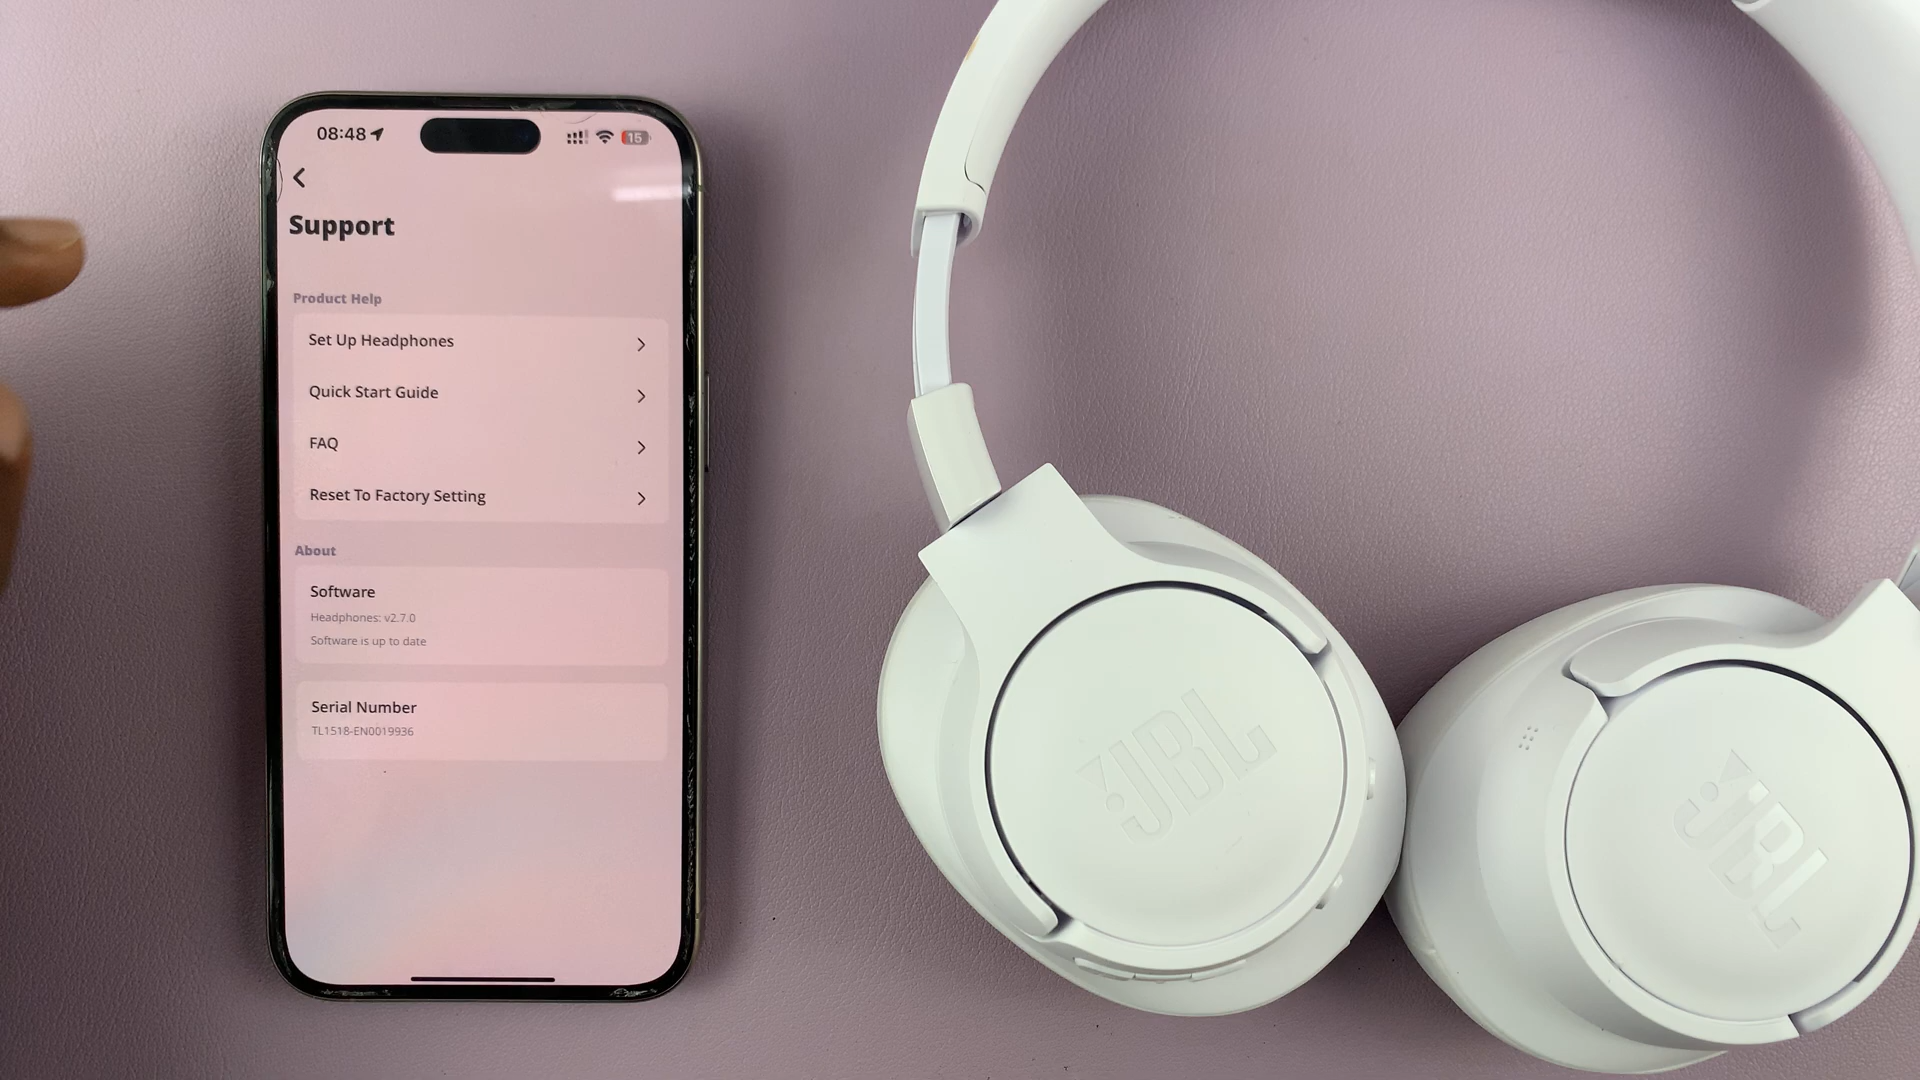 08:48
15
Support
Product Help
Set Up Headphones
Quick Start Guide
FAQ
Reset To Factory Setting
About
Software
Headphones: v2.7.0
Software is up to date
Serial Number
TL1518-EN0019936
JBL
JBL